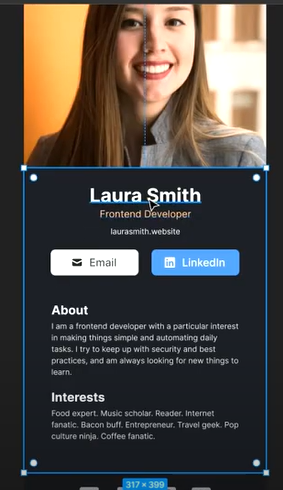 Laura Smith
Frontend Developer
laurasmith.website
Email
in LinkedIn
About
I am a frontend developer with a particular interest
in making things simple and automating daily
tasks. I try to keep up with security and best
practices, and am always looking for new things to
learn.
Interests
Food expert. Music scholar. Reader. Internet
fanatic. Bacon buff. Entrepreneur. Travel geek. Pop
culture ninja. Coffee fanatic.
317 × 399